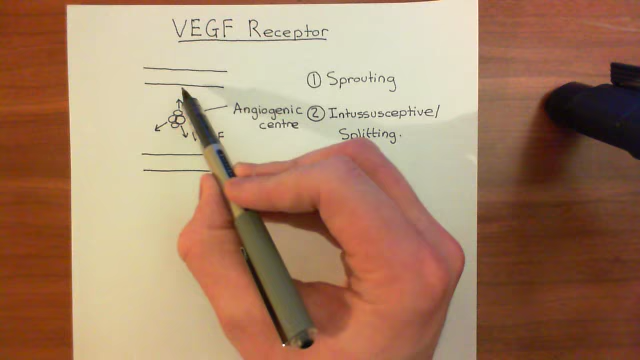 VEGF Receptor
① Sprouting
Angiogenic
centre
② Intussusceptive/
Splitting.